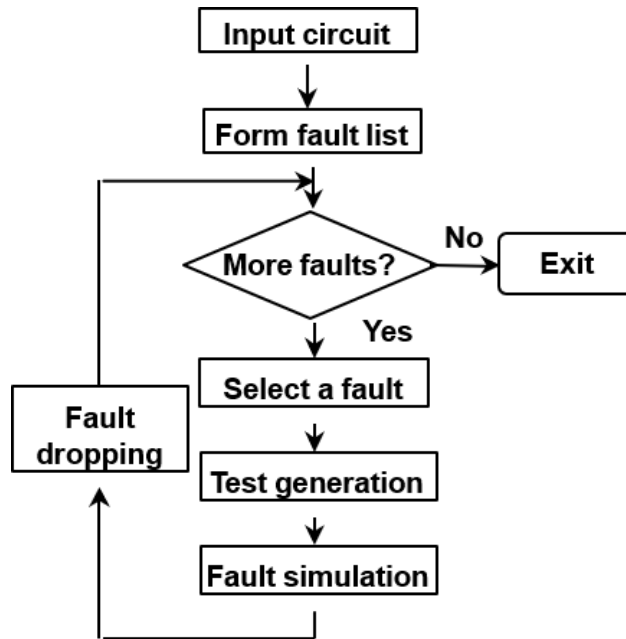 Input circuit
Form fault list
More faults?
No
Exit
Yes
Select a fault
Fault
dropping
Test generation
Fault simulation